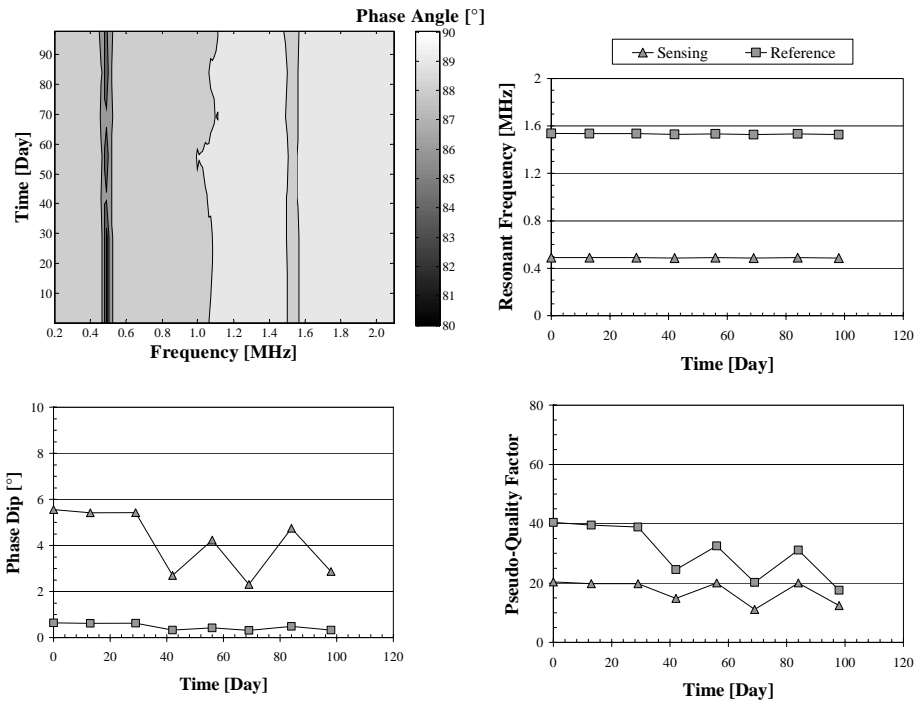 Phase Angle [°]
90
89
88
87
86
85
84
83
82
81
80
Time [Day]
90
80
70
60
50
40
30
20
10
0.2 0.4 0.6 0.8 1.0 1.2 1.4 1.6 1.8 2.0
Frequency [MHz]
Sensing Reference
Resonant Frequency [MHz]
2
1.6
1.2
0.8
0.4
0
0 20 40 60 80 100 120
Time [Day]
Phase Dip [°]
10
8
6
4
2
0
0 20 40 60 80 100 120
Time [Day]
Pseudo-Quality Factor
80
60
40
20
0
0 20 40 60 80 100 120
Time [Day]